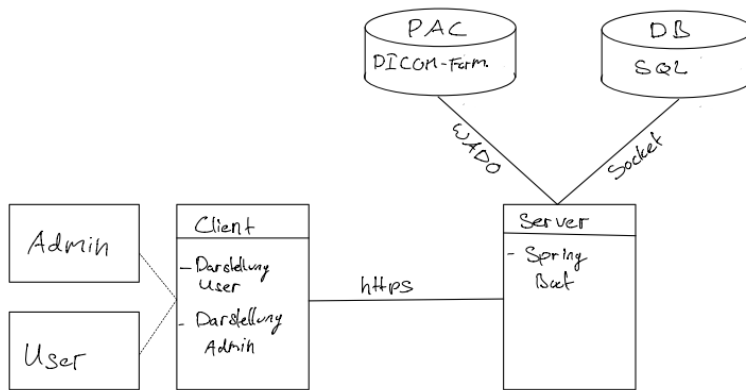 PAC
DICOM-Form.
DB
SQL
WADO
Socket
Admin
User
Client
- Darstellung
User
- Darstellung
Admin
https
Server
- Spring
Boot